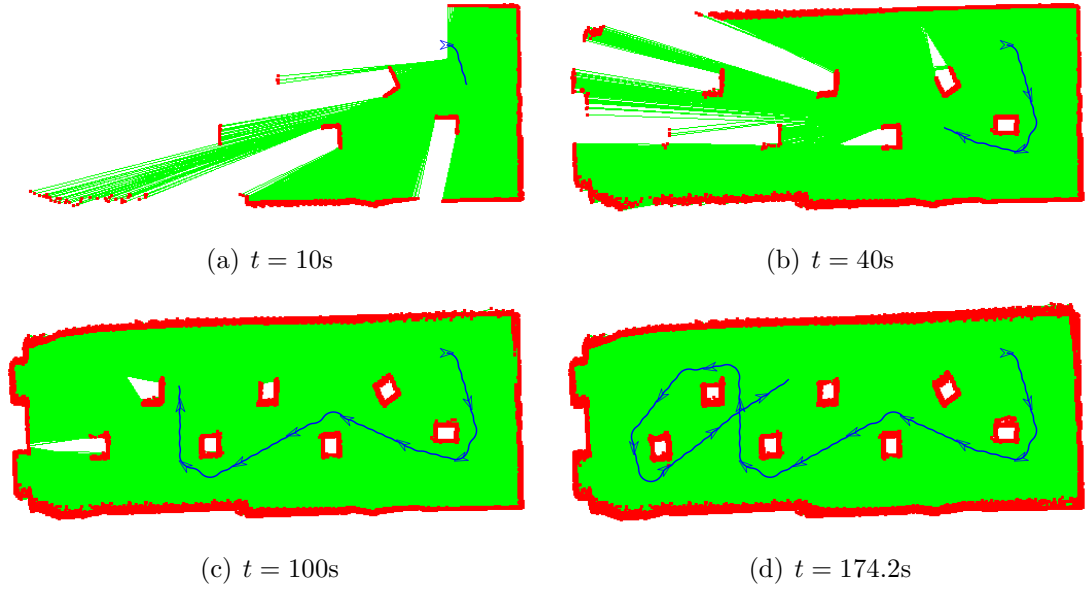 (a) t = 10s
(b) t = 40s
(c) t = 100s
(d) t = 174.2s